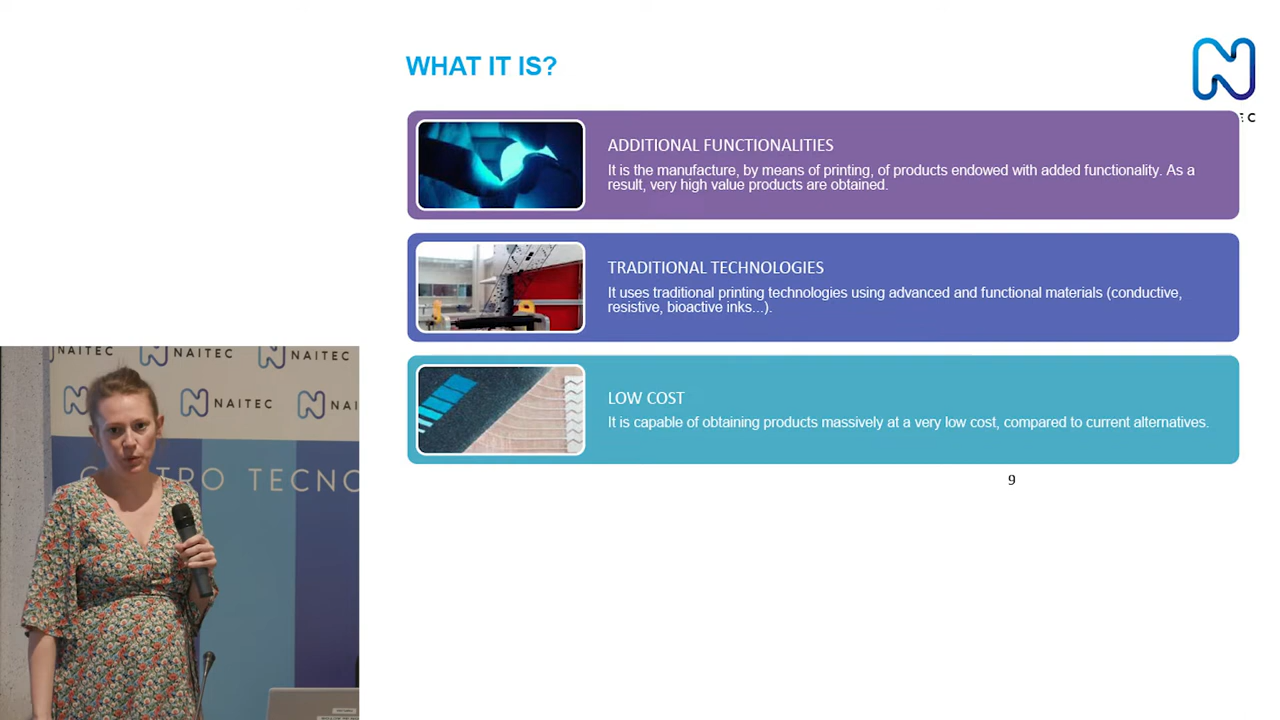 WHAT IT IS?
ADDITIONAL FUNCTIONALITIES
It is the manufacture, by means of printing, of products endowed with added functionality. As a
result, very high value products are obtained.
TRADITIONAL TECHNOLOGIES
It uses traditional printing technologies using advanced and functional materials (conductive,
resistive, bioactive inks...).
LOW COST
It is capable of obtaining products massively at a very low cost, compared to current alternatives.
9
NAITEC
NAITEC
NAITEC
NAITEC
NAI
TRO TECNO